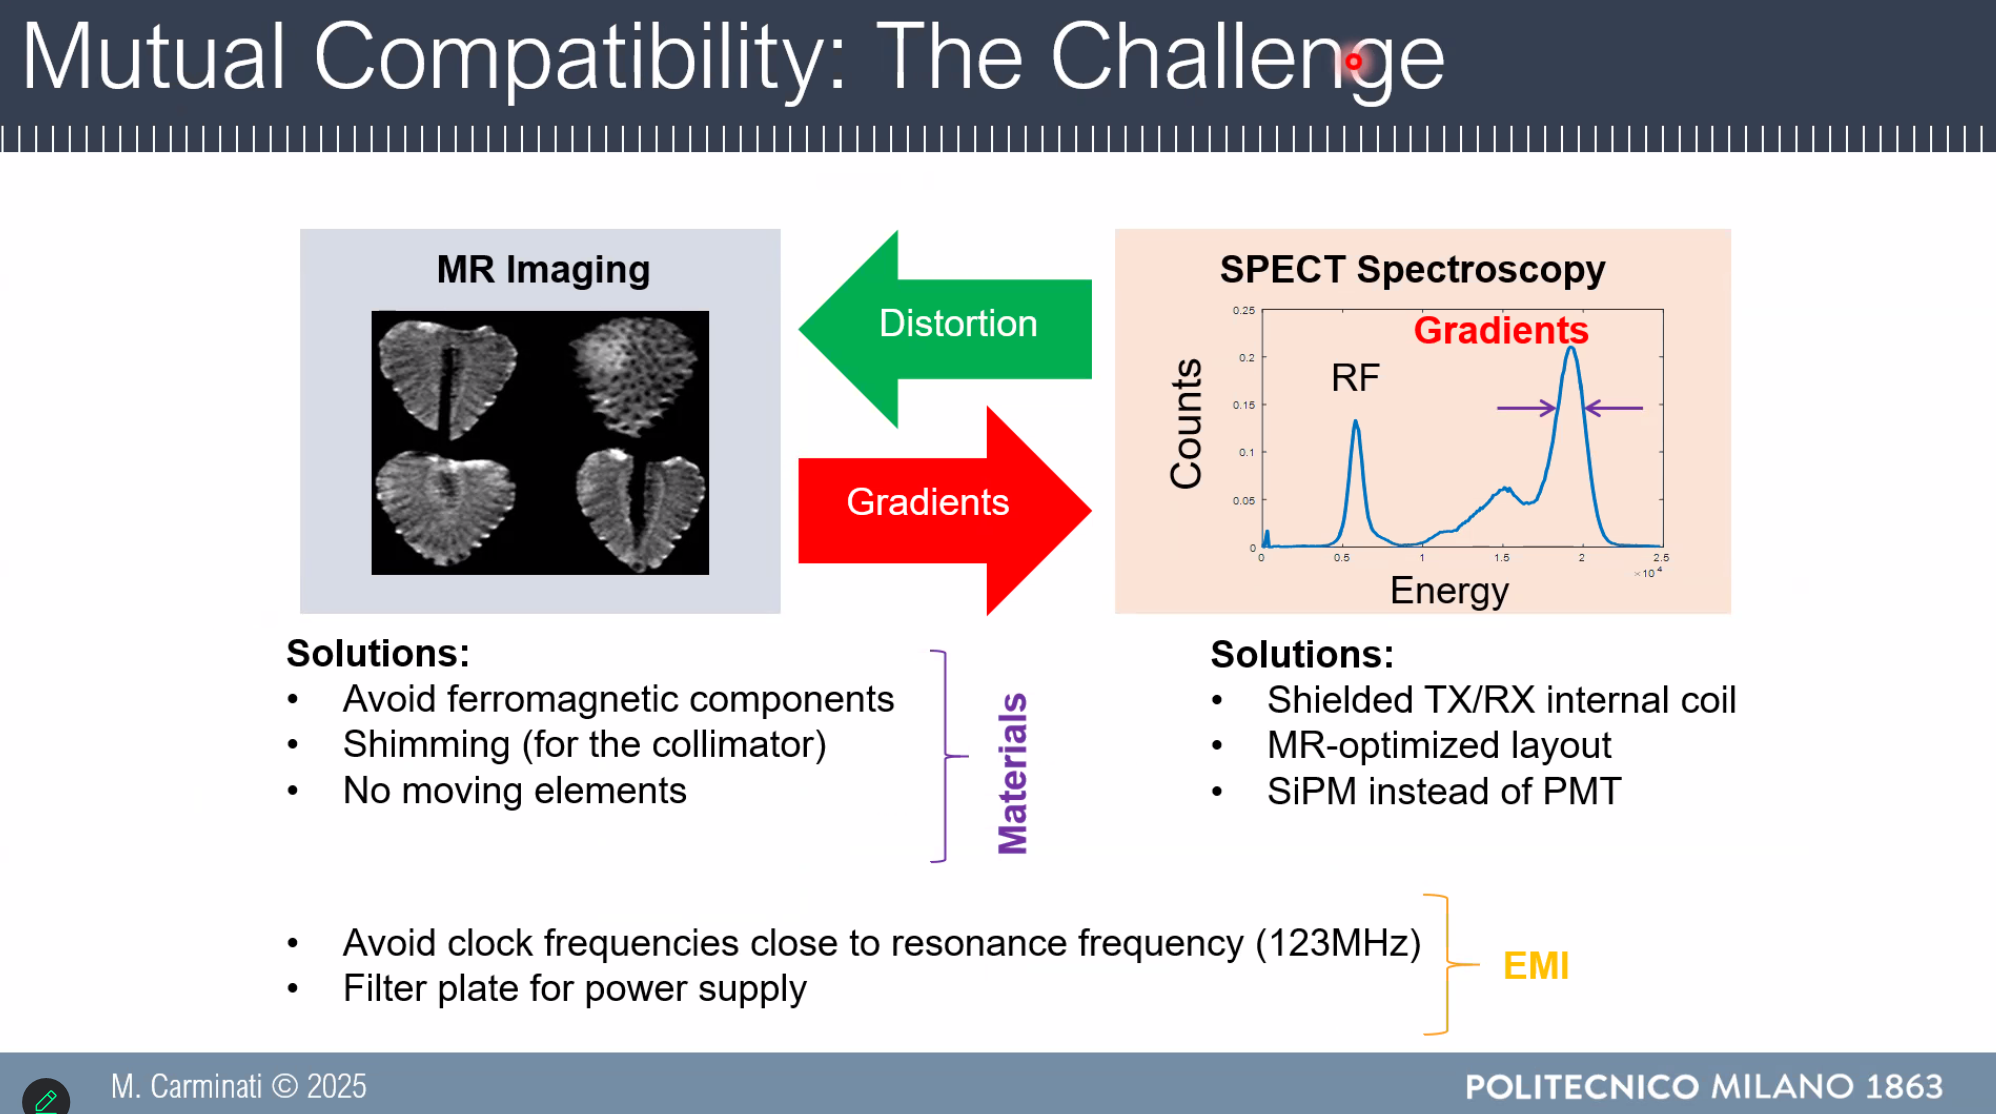 Mutual Compatibility: The Challenge
MR Imaging
Distortion
Gradients
SPECT Spectroscopy
Gradients
RF
Counts
0.25
0.2
0.15
0.1
0.05
0
0 0.5 1 1.5 2 2.5
×10⁴
Energy
Solutions:
• Avoid ferromagnetic components
• Shimming (for the collimator)
• No moving elements
Materials
Solutions:
• Shielded TX/RX internal coil
• MR-optimized layout
• SiPM instead of PMT
• Avoid clock frequencies close to resonance frequency (123MHz)
• Filter plate for power supply
EMI
M. Carminati © 2025
POLITECNICO MILANO 1863